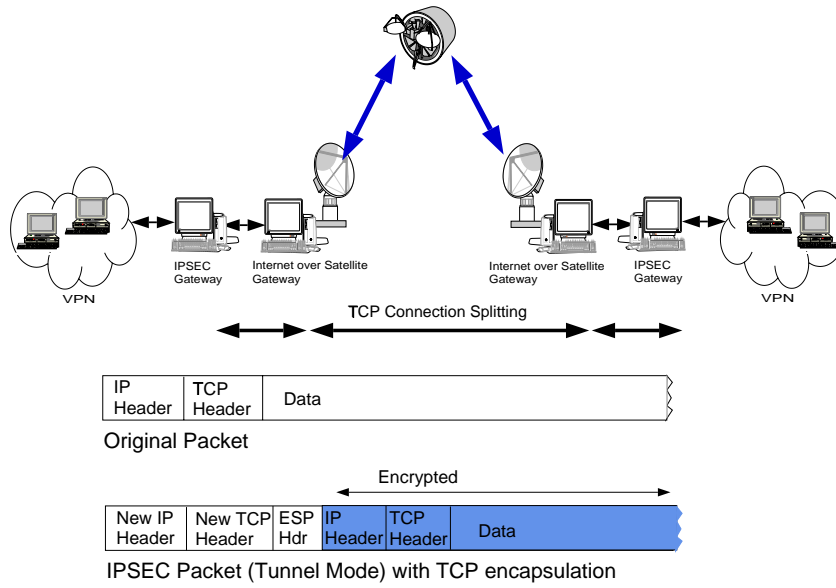 IPSEC
Gateway
Internet over Satellite
Gateway
Internet over Satellite
Gateway
IPSEC
Gateway
VPN
VPN
TCP Connection Splitting
IP
Header
TCP
Header
Data
Original Packet
Encrypted
New IP
Header
New TCP
Header
ESP
Hdr
IP
Header
TCP
Header
Data
IPSEC Packet (Tunnel Mode) with TCP encapsulation